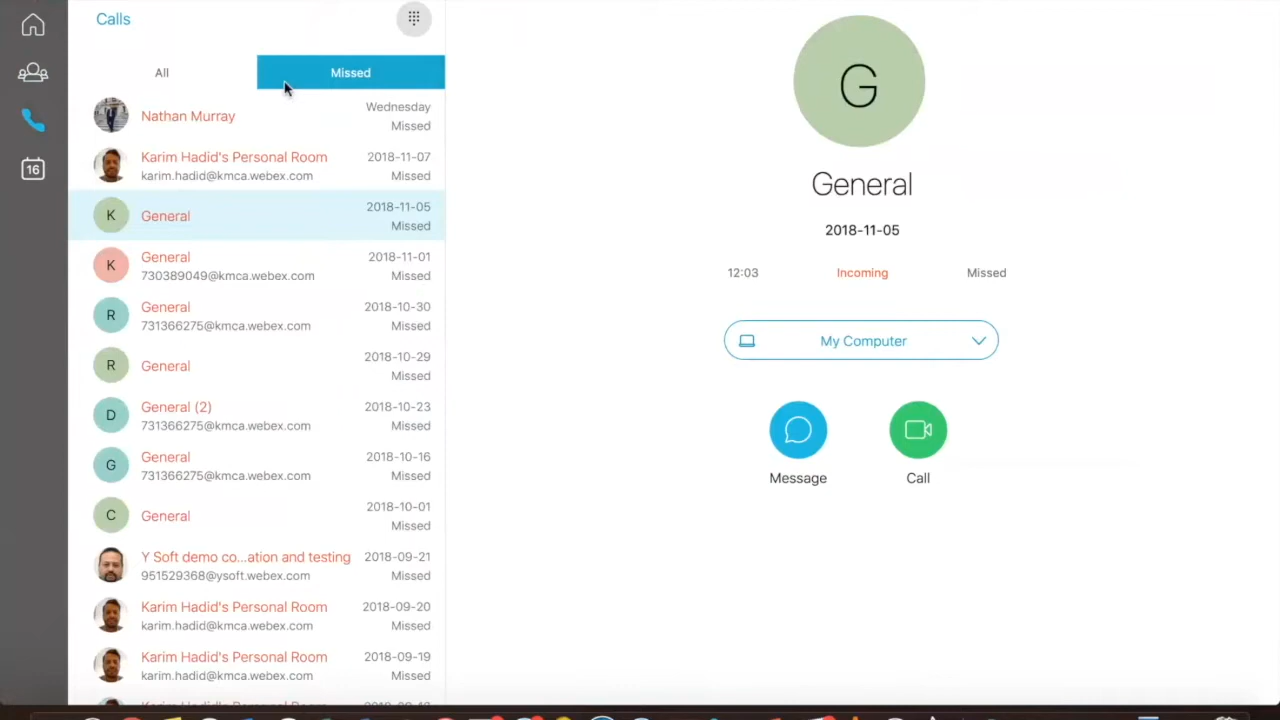 Calls
All
Missed
Nathan Murray
Wednesday
Missed
Karim Hadid's Personal Room
2018-11-07
karim.hadid@kmca.webex.com
Missed
K
General
2018-11-05
Missed
K
General
2018-11-01
730389049@kmca.webex.com
Missed
R
General
2018-10-30
731366275@kmca.webex.com
Missed
R
General
2018-10-29
Missed
D
General (2)
2018-10-23
731366275@kmca.webex.com
Missed
G
General
2018-10-16
731366275@kmca.webex.com
Missed
C
General
2018-10-01
Missed
Y Soft demo co...ation and testing
2018-09-21
951529368@ysoft.webex.com
Missed
Karim Hadid's Personal Room
2018-09-20
karim.hadid@kmca.webex.com
Missed
Karim Hadid's Personal Room
2018-09-19
karim.hadid@kmca.webex.com
Missed
16
G
General
2018-11-05
12:03
Incoming
Missed
My Computer
Message
Call